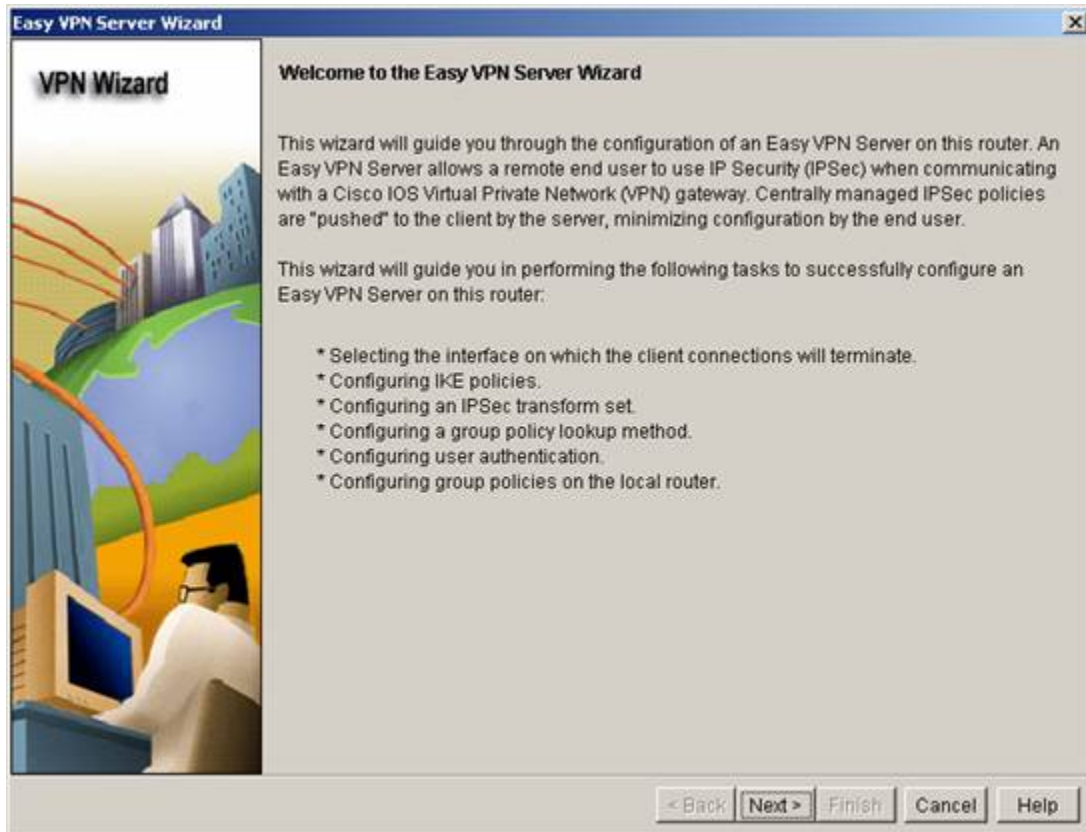 Easy VPN Server Wizard
VPN Wizard
Welcome to the Easy VPN Server Wizard
This wizard will guide you through the configuration of an Easy VPN Server on this router. An
Easy VPN Server allows a remote end user to use IP Security (IPSec) when communicating
with a Cisco IOS Virtual Private Network (VPN) gateway. Centrally managed IPSec policies
are "pushed" to the client by the server, minimizing configuration by the end user.
This wizard will guide you in performing the following tasks to successfully configure an
Easy VPN Server on this router:
* Selecting the interface on which the client connections will terminate.
* Configuring IKE policies.
* Configuring an IPSec transform set.
* Configuring a group policy lookup method.
* Configuring user authentication.
* Configuring group policies on the local router.
< Back Next > Finish Cancel Help